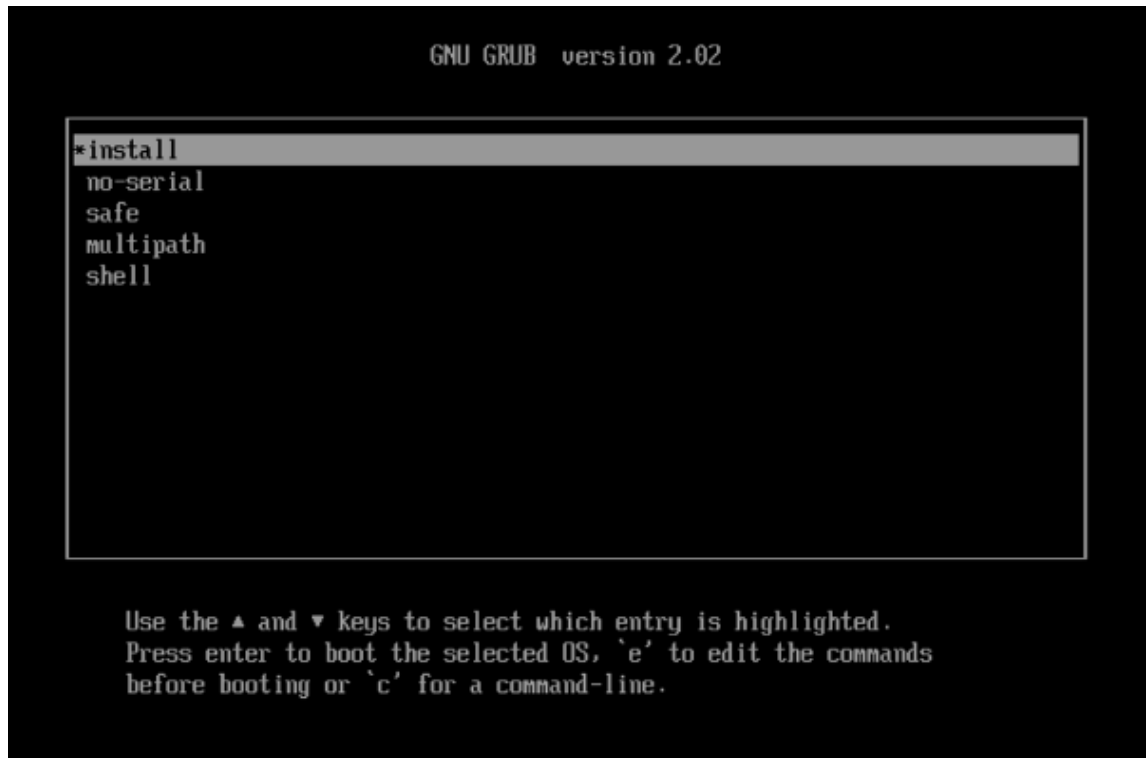 GNU GRUB  version 2.02
*install
no-serial
safe
multipath
shell
Use the ▲ and ▼ keys to select which entry is highlighted.
Press enter to boot the selected OS, `e' to edit the commands
before booting or `c' for a command-line.